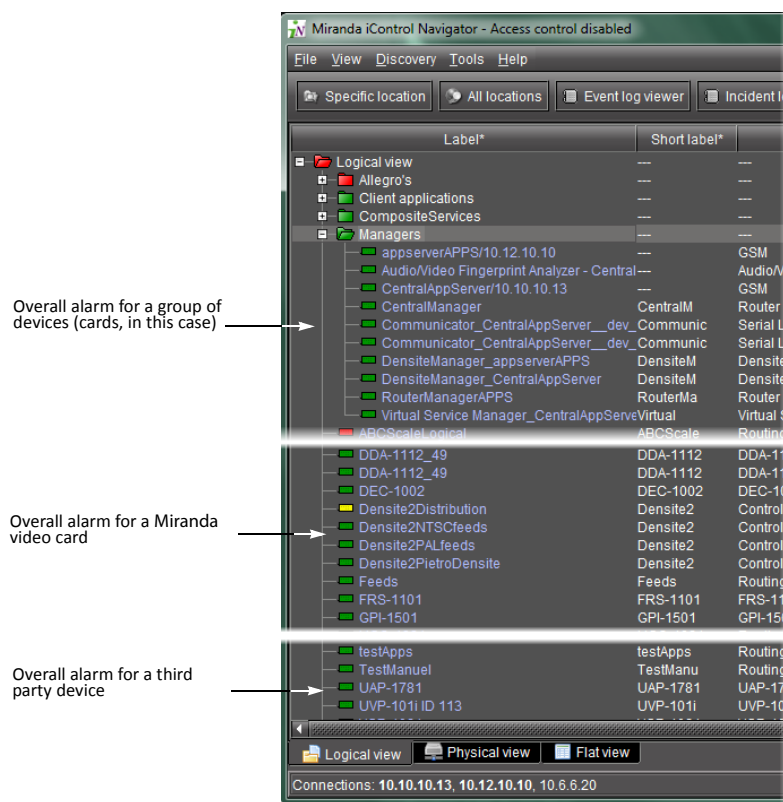 Miranda iControl Navigator - Access control disabled
File View Discovery Tools Help
Specific location All locations Event log viewer Incident l
Label* Short label*
Logical view --- ---
Allegro's --- ---
Client applications --- ---
CompositeServices --- ---
Managers --- ---
appserverAPPS/10.12.10.10 --- GSM
Audio/Video Fingerprint Analyzer - Central --- Audio/V
CentralAppServer/10.10.10.13 --- GSM
Overall alarm for a group of
devices (cards, in this case)
CentralManager CentralM Router
Communicator_CentralAppServer__dev_ Communic Serial L
Communicator_CentralAppServer__dev_ Communic Serial L
DensiteManager_appserverAPPS DensiteM Densite
DensiteManager_CentralAppServer DensiteM Densite
RouterManagerAPPS RouterMa Router
Virtual Service Manager_CentralAppServe Virtual Virtual S
ABCScaleLogical ABCScale Routing
DDA-1112_49 DDA-1112 DDA-11
DDA-1112_49 DDA-1112 DDA-11
DEC-1002 DEC-1002 DEC-10
Densite2Distribution Densite2 Control
Overall alarm for a Miranda
video card
Densite2NTSCfeeds Densite2 Control
Densite2PALfeeds Densite2 Control
Densite2PietroDensite Densite2 Control
Feeds Feeds Routing
FRS-1101 FRS-1101 FRS-11
GPI-1501 GPI-1501 GPI-150
testApps testApps Routing
TestManuel TestManu Routing
Overall alarm for a third
party device
UAP-1781 UAP-1781 UAP-17
UVP-101i ID 113 UVP-101i UVP-10
Logical view Physical view Flat view
Connections: 10.10.10.13, 10.12.10.10, 10.6.6.20